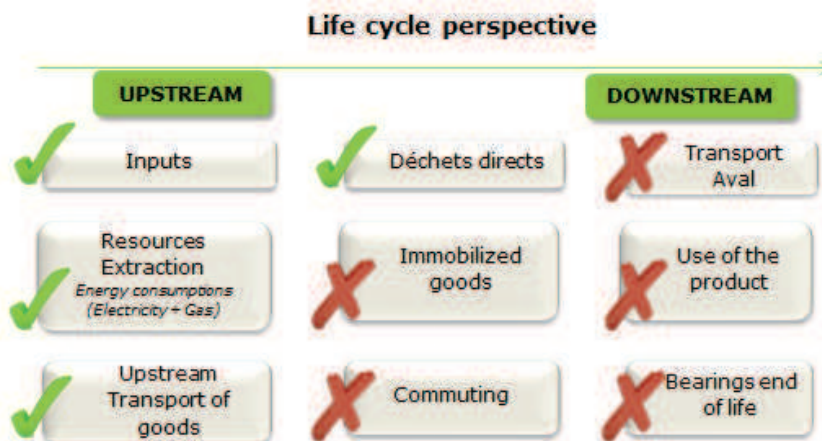 Life cycle perspective
UPSTREAM
DOWNSTREAM
Inputs
Déchets directs
Transport
Aval
Resources
Extraction
Energy consumptions
(Electricity + Gas)
Immobilized
goods
Use of the
product
Upstream
Transport of
goods
Commuting
Bearings end
of life